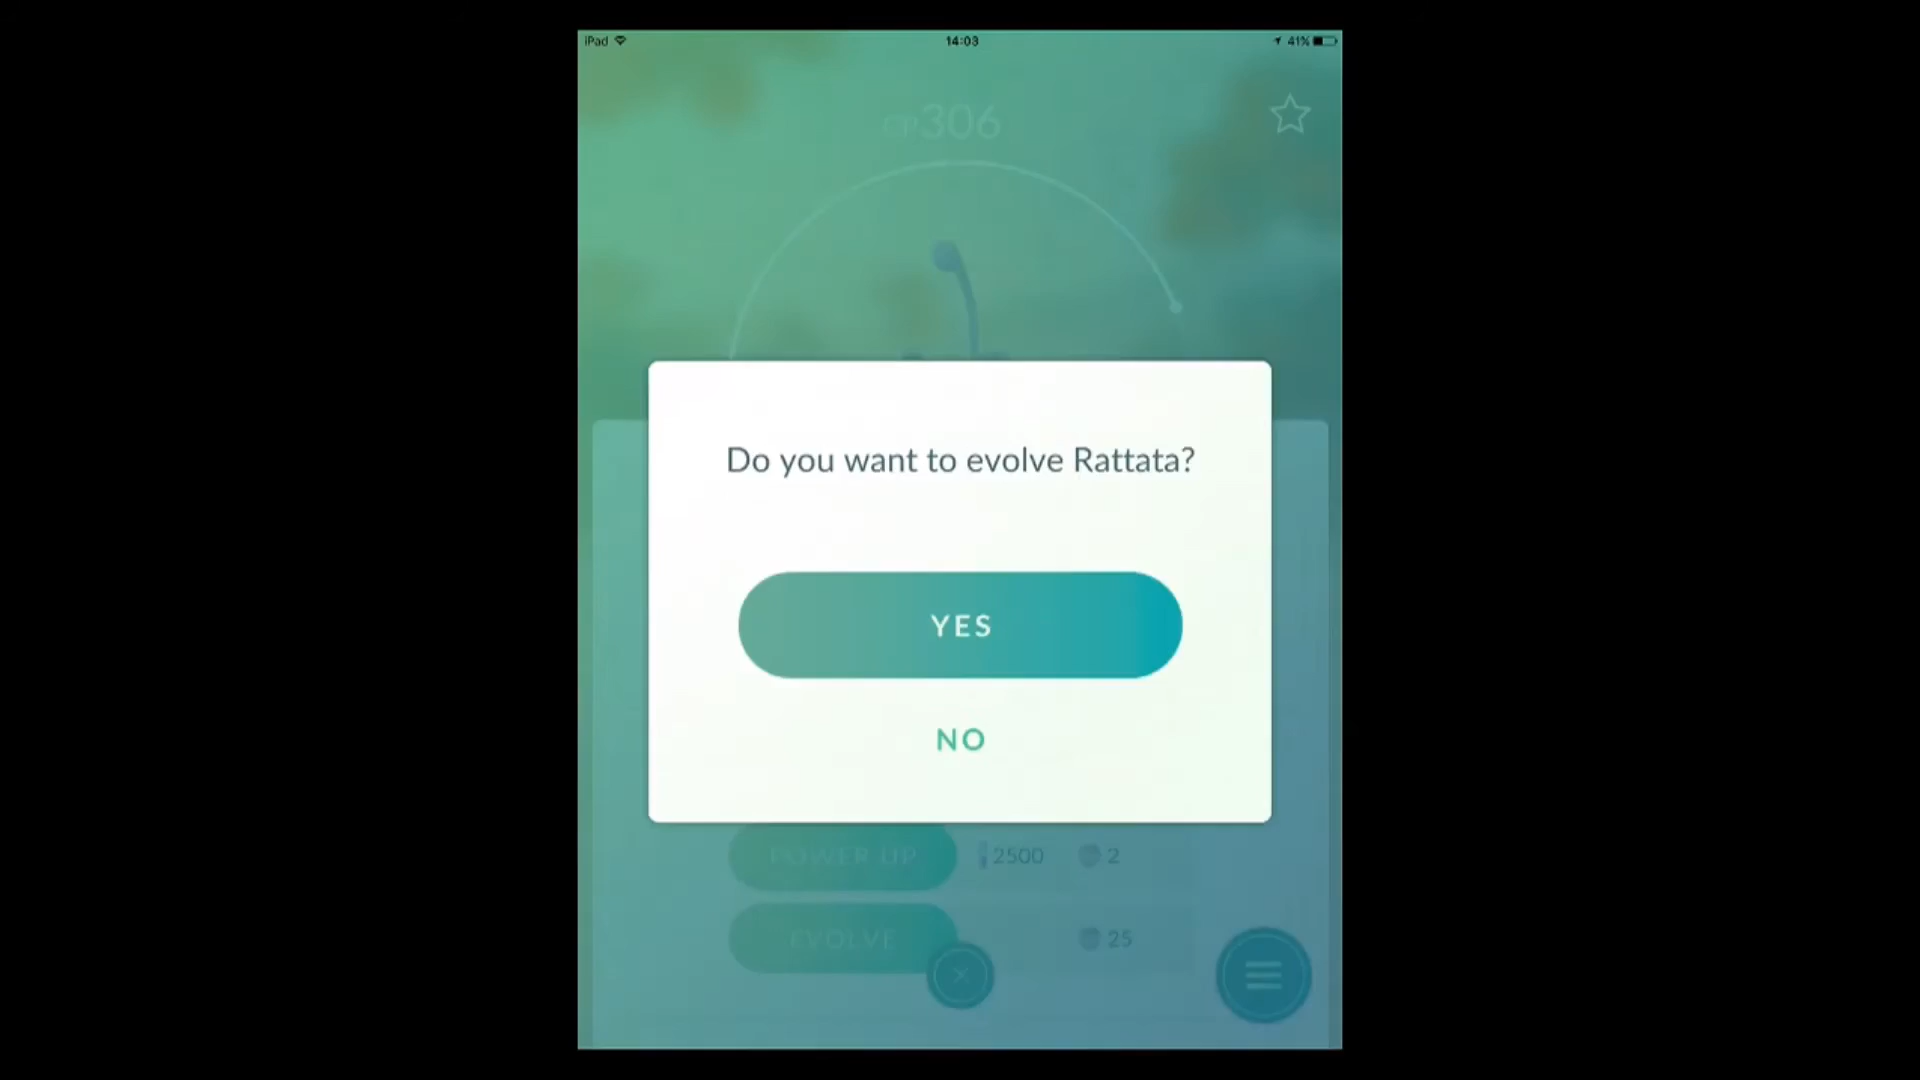 iPad 14:03 41%
CP306
Do you want to evolve Rattata?
YES
NO
POWER UP 2500 2
EVOLVE 25